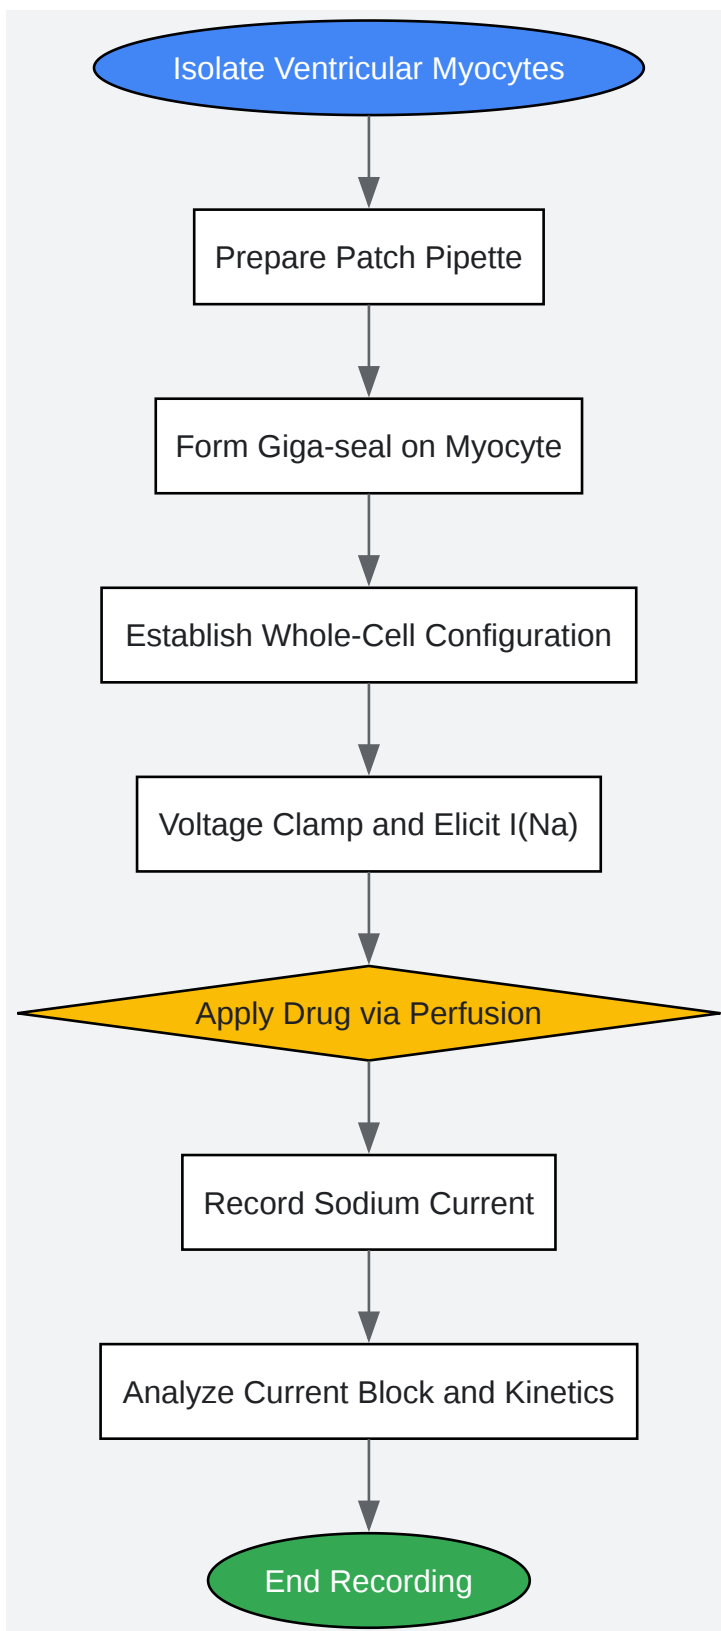 Isolate Ventricular Myocytes
Prepare Patch Pipette
Form Giga-seal on Myocyte
Establish Whole-Cell Configuration
Voltage Clamp and Elicit I(Na)
Apply Drug via Perfusion
Record Sodium Current
Analyze Current Block and Kinetics
End Recording